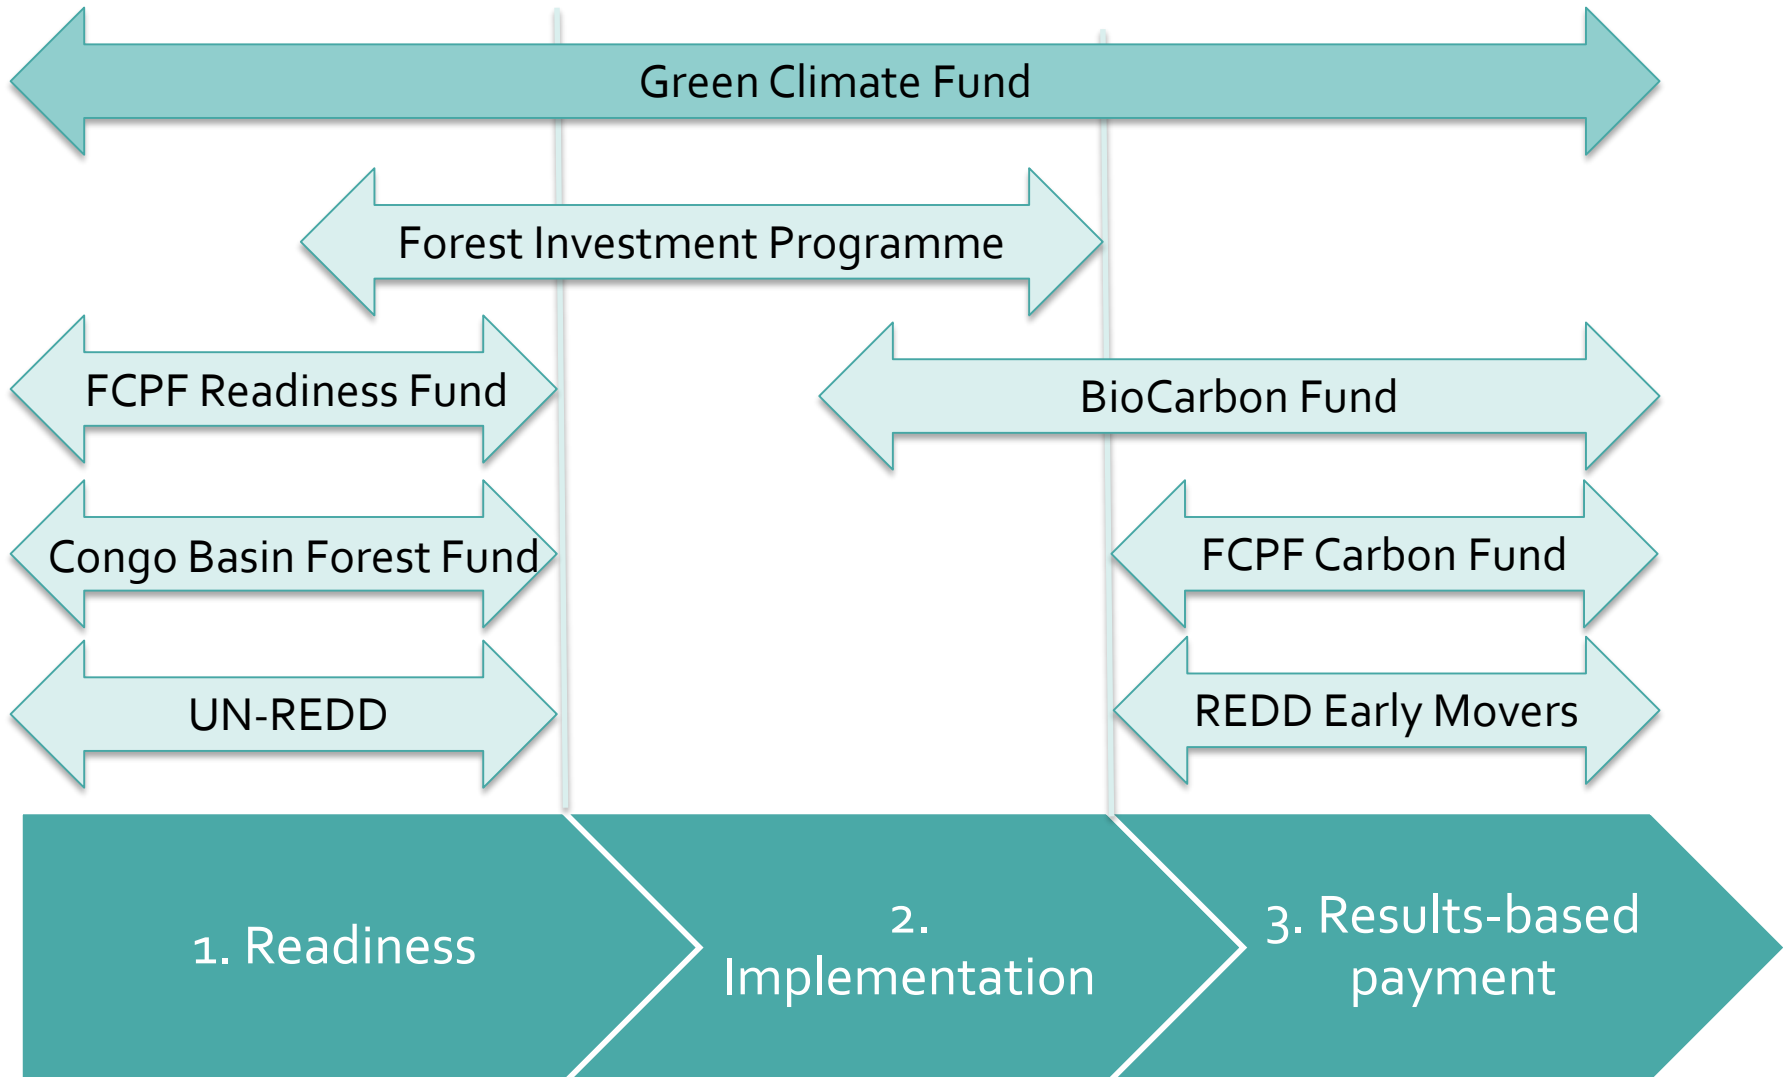 Green Climate Fund
Forest Investment Programme
FCPF Readiness Fund
BioCarbon Fund
Congo Basin Forest Fund
FCPF Carbon Fund
UN-REDD
REDD Early Movers
1. Readiness
2.
Implementation
3. Results-based
payment